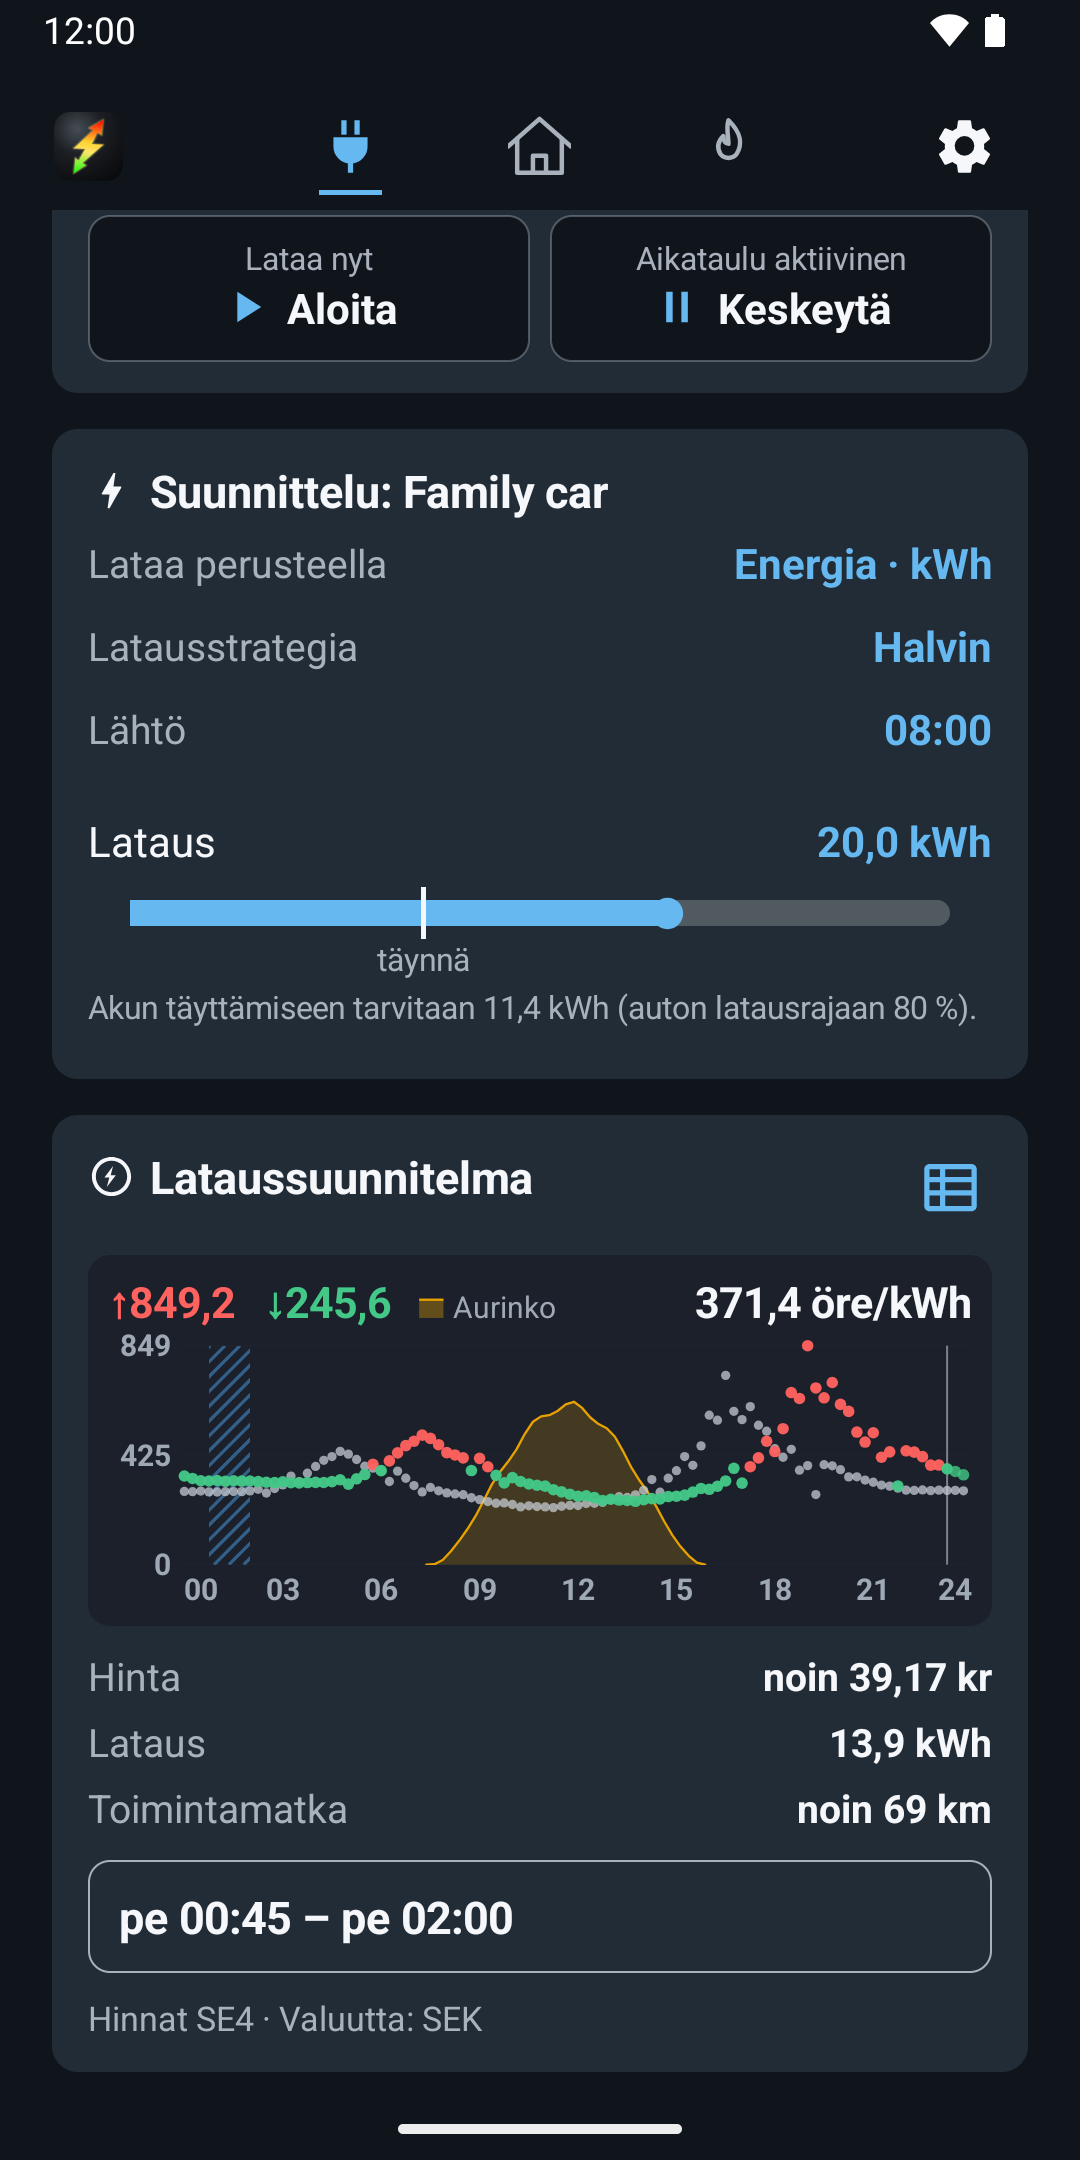 12:00
Lataa nyt
Aloita
Aikataulu aktiivinen
Keskeytä
Suunnittelu: Family car
Lataa perusteella
Energia · kWh
Latausstrategia
Halvin
Lähtö
08:00
Lataus
20,0 kWh
täynnä
Akun täyttämiseen tarvitaan 11,4 kWh (auton latausrajaan 80 %).
Lataussuunnitelma
↑849,2 ↓245,6 Aurinko 371,4 öre/kWh
849
425
0
00 03 06 09 12 15 18 21 24
Hinta
noin 39,17 kr
Lataus
13,9 kWh
Toimintamatka
noin 69 km
pe 00:45 – pe 02:00
Hinnat SE4 · Valuutta: SEK